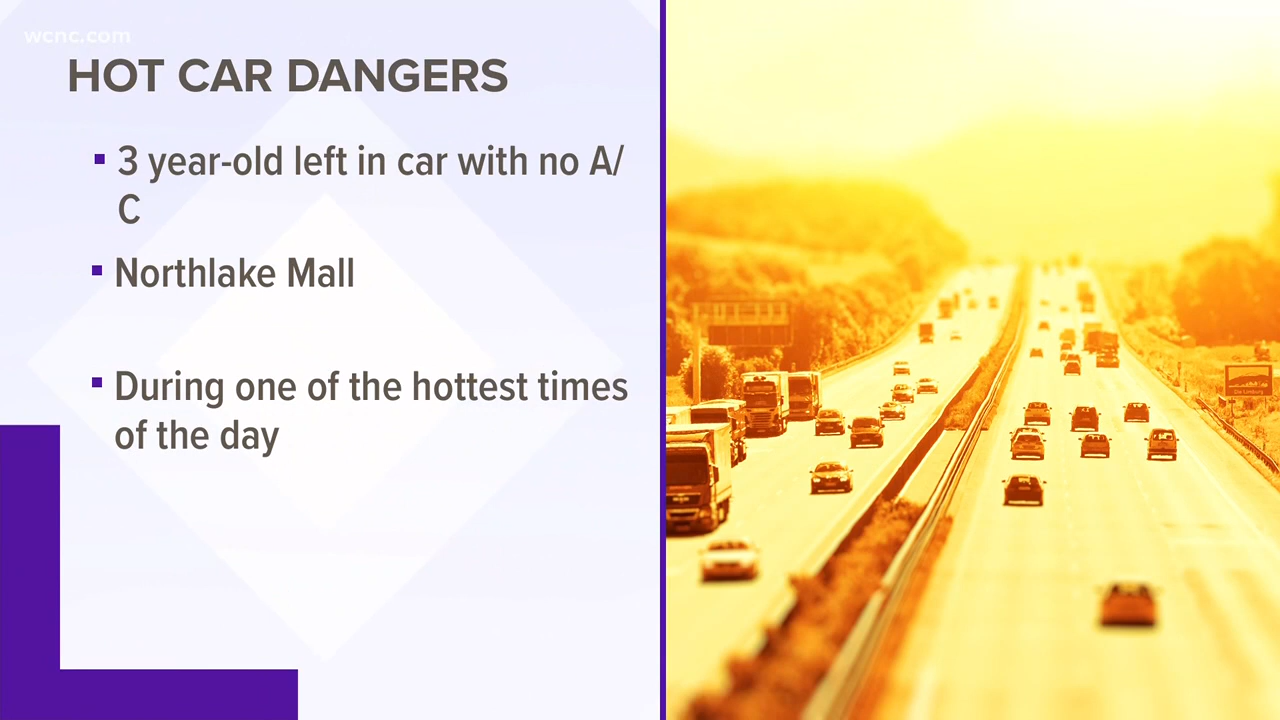 wcnc.com
HOT CAR DANGERS
▪ 3 year-old left in car with no A/
C
▪ Northlake Mall
▪ During one of the hottest times
of the day